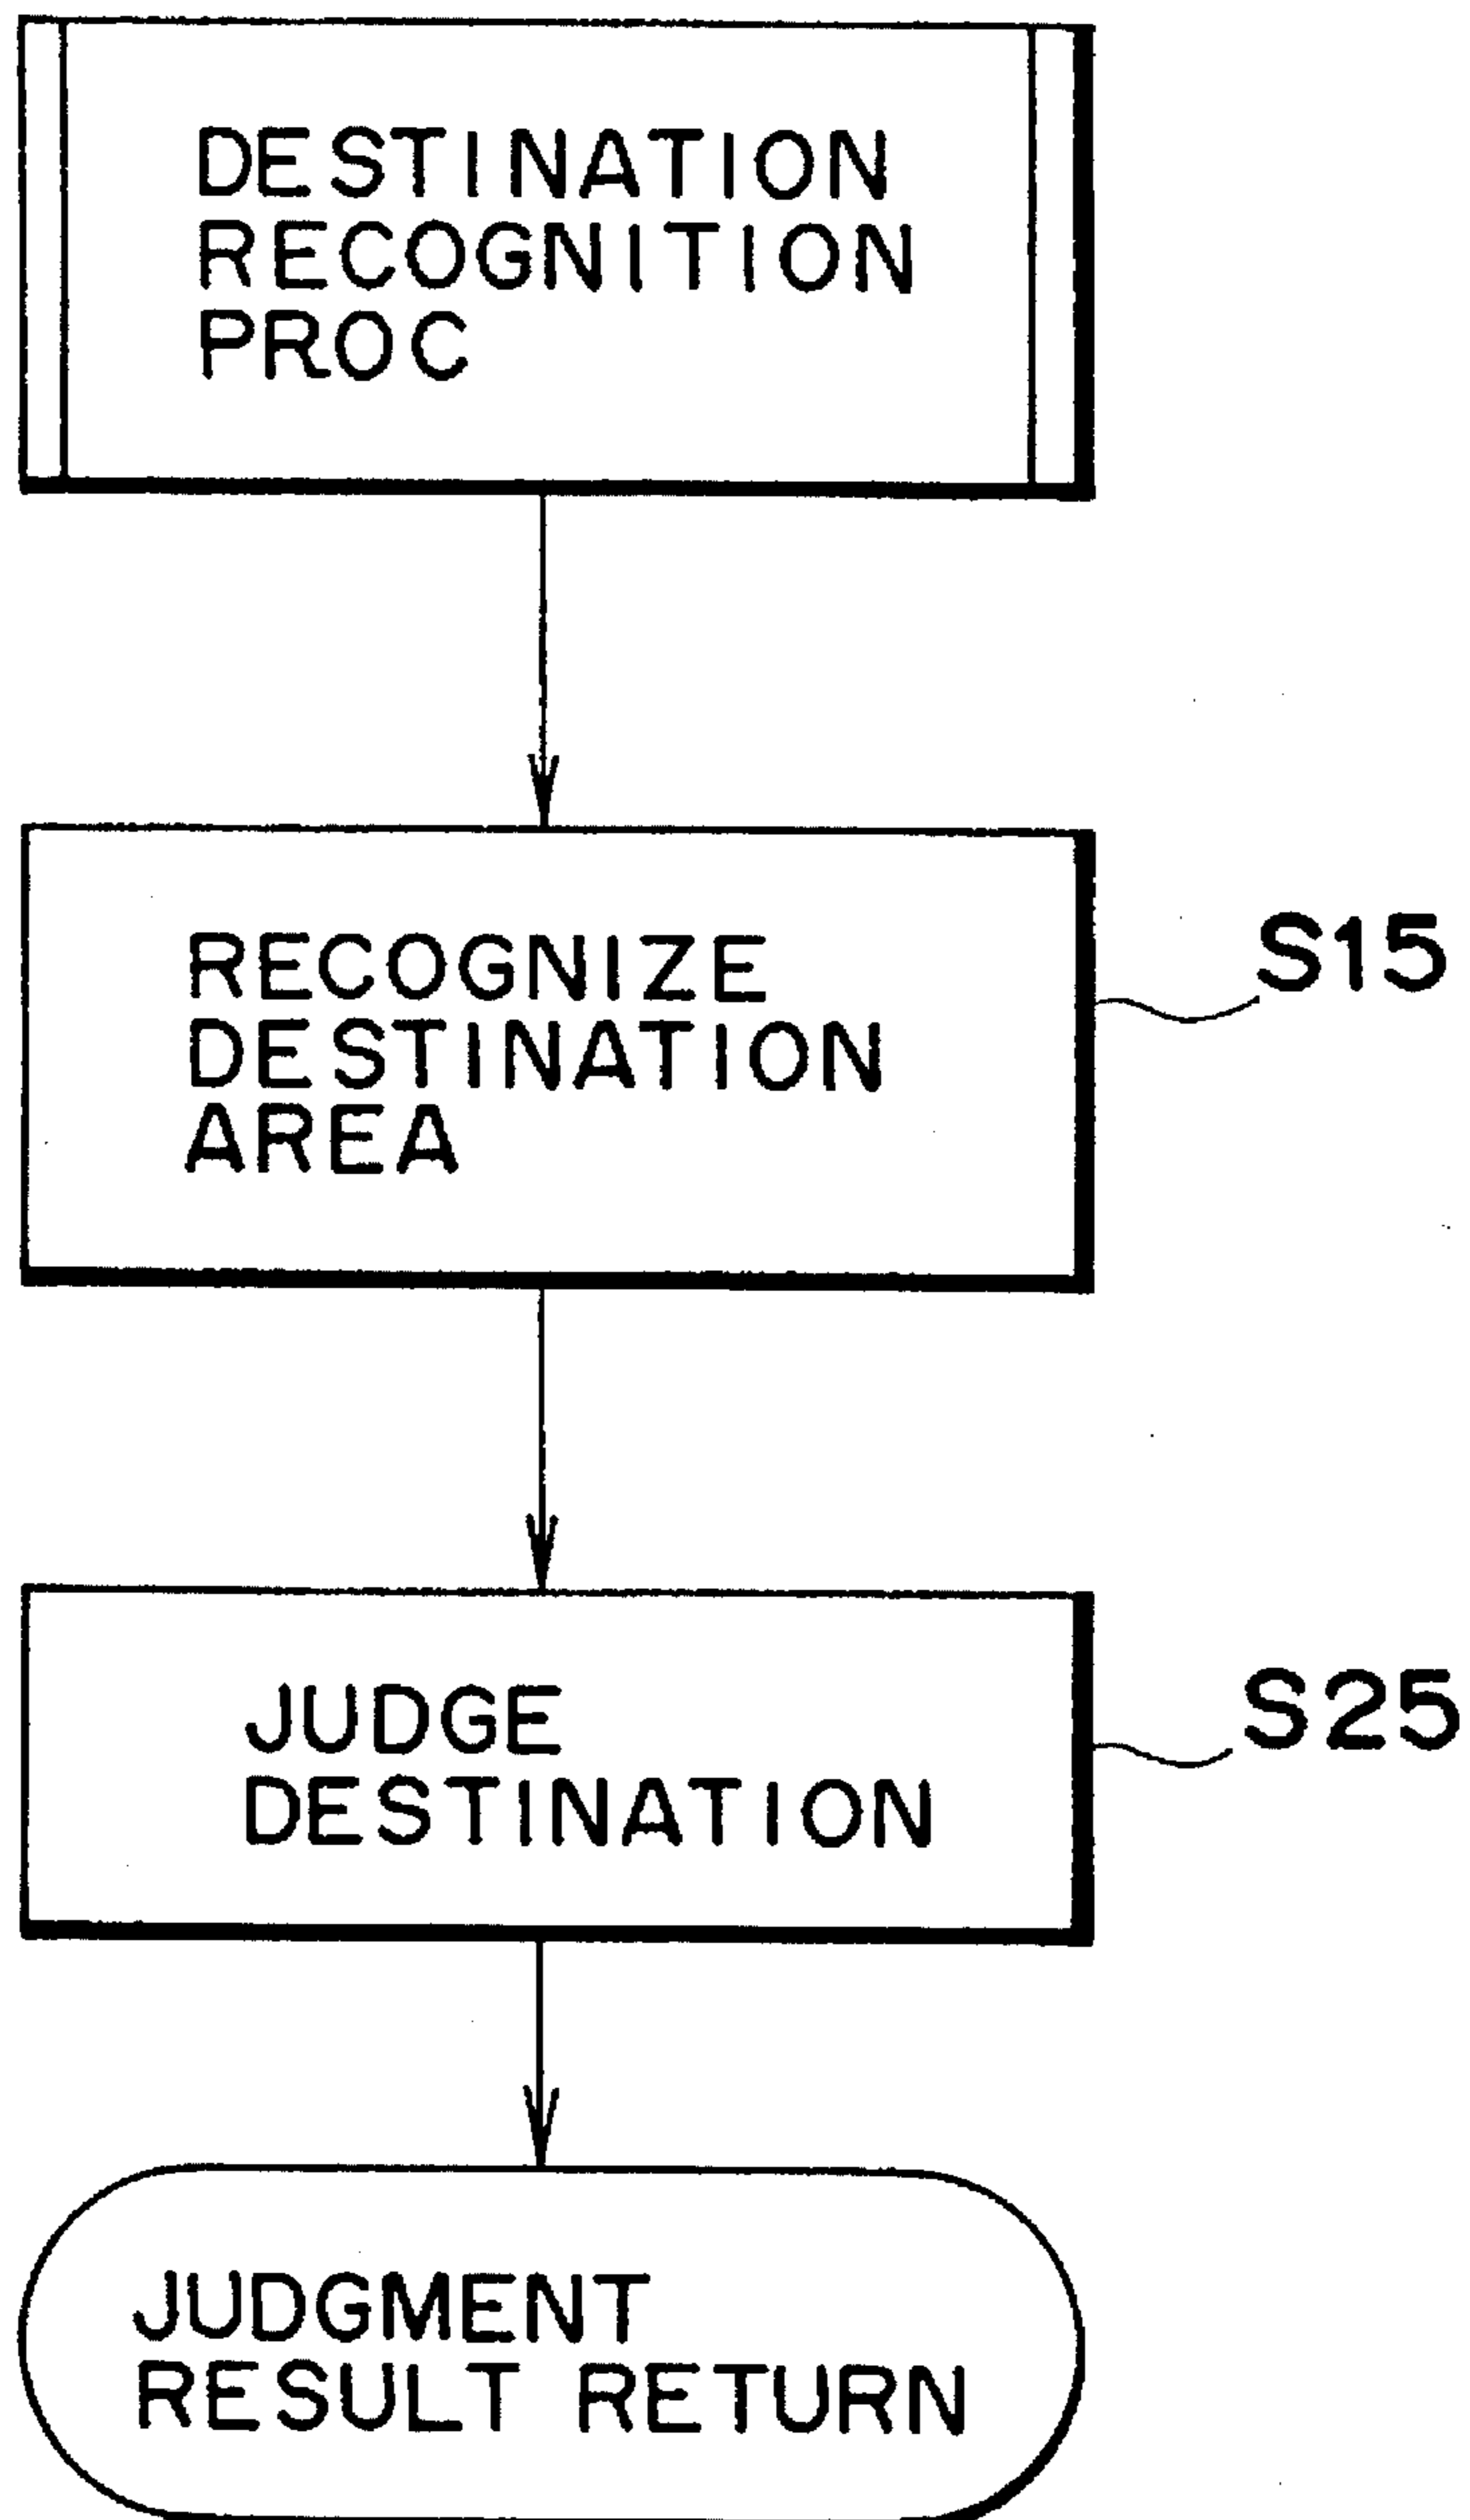 DESTINATION
RECOGNITION
PROC
RECOGNIZE
DESTINATION
AREA
S15
JUDGE
DESTINATION
S25
JUDGMENT
RESULT RETURN